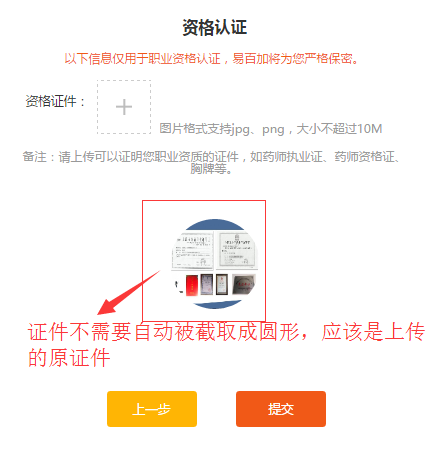 资格认证
以下信息仅用于职业资格认证，易百加将为您严格保密。
资格证件：
图片格式支持jpg、png，大小不超过10M
备注：请上传可以证明您职业资质的证件，如药师执业证、药师资格证、
胸牌等。
证件不需要自动被截取成圆形，应该是上传
的原证件
上一步
提交